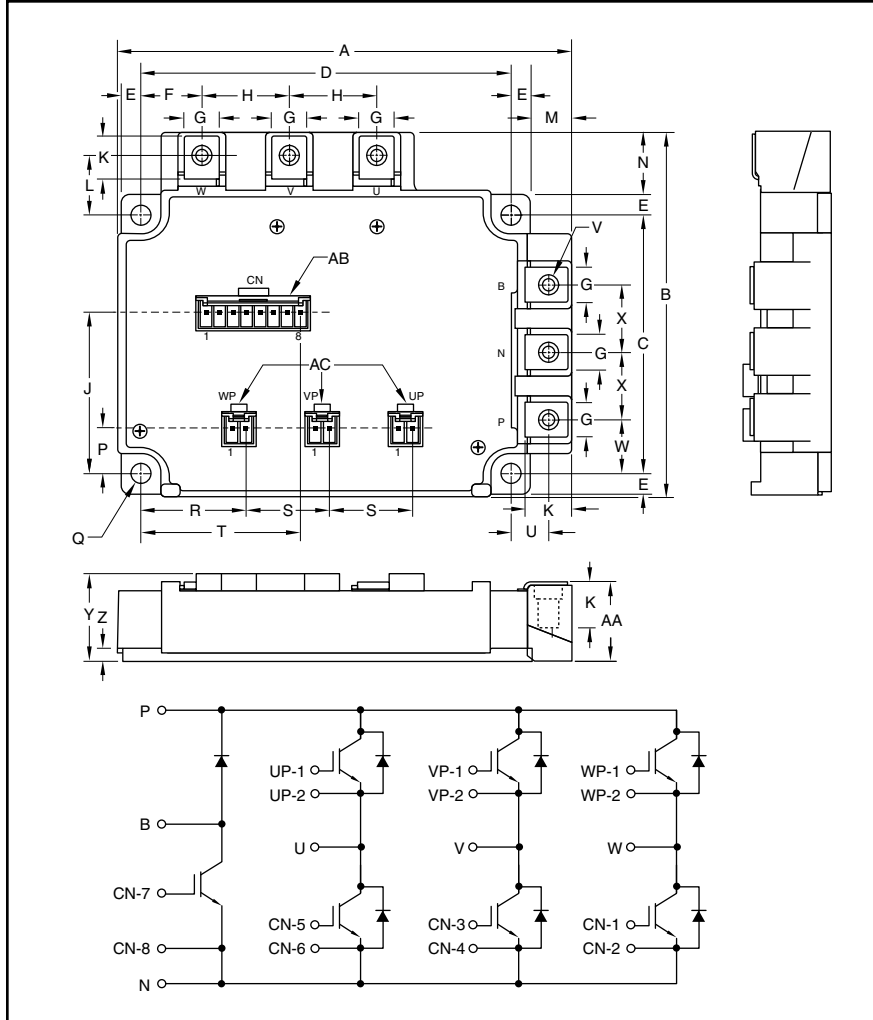 A
D
E F H H E M
G G G
K
L
N
W V U
E
V
AB
CN
B
G
1 8
X
B
C
J
AC
N
G
WP VP UP
X
P
G
P
1 1 1
W
E
K
R S S
U
Q
T
Y
Z
K
AA
P
UP-1 VP-1 WP-1
UP-2 VP-2 WP-2
B
U V W
CN-7
CN-5 CN-3 CN-1
CN-6 CN-4 CN-2
CN-8
N